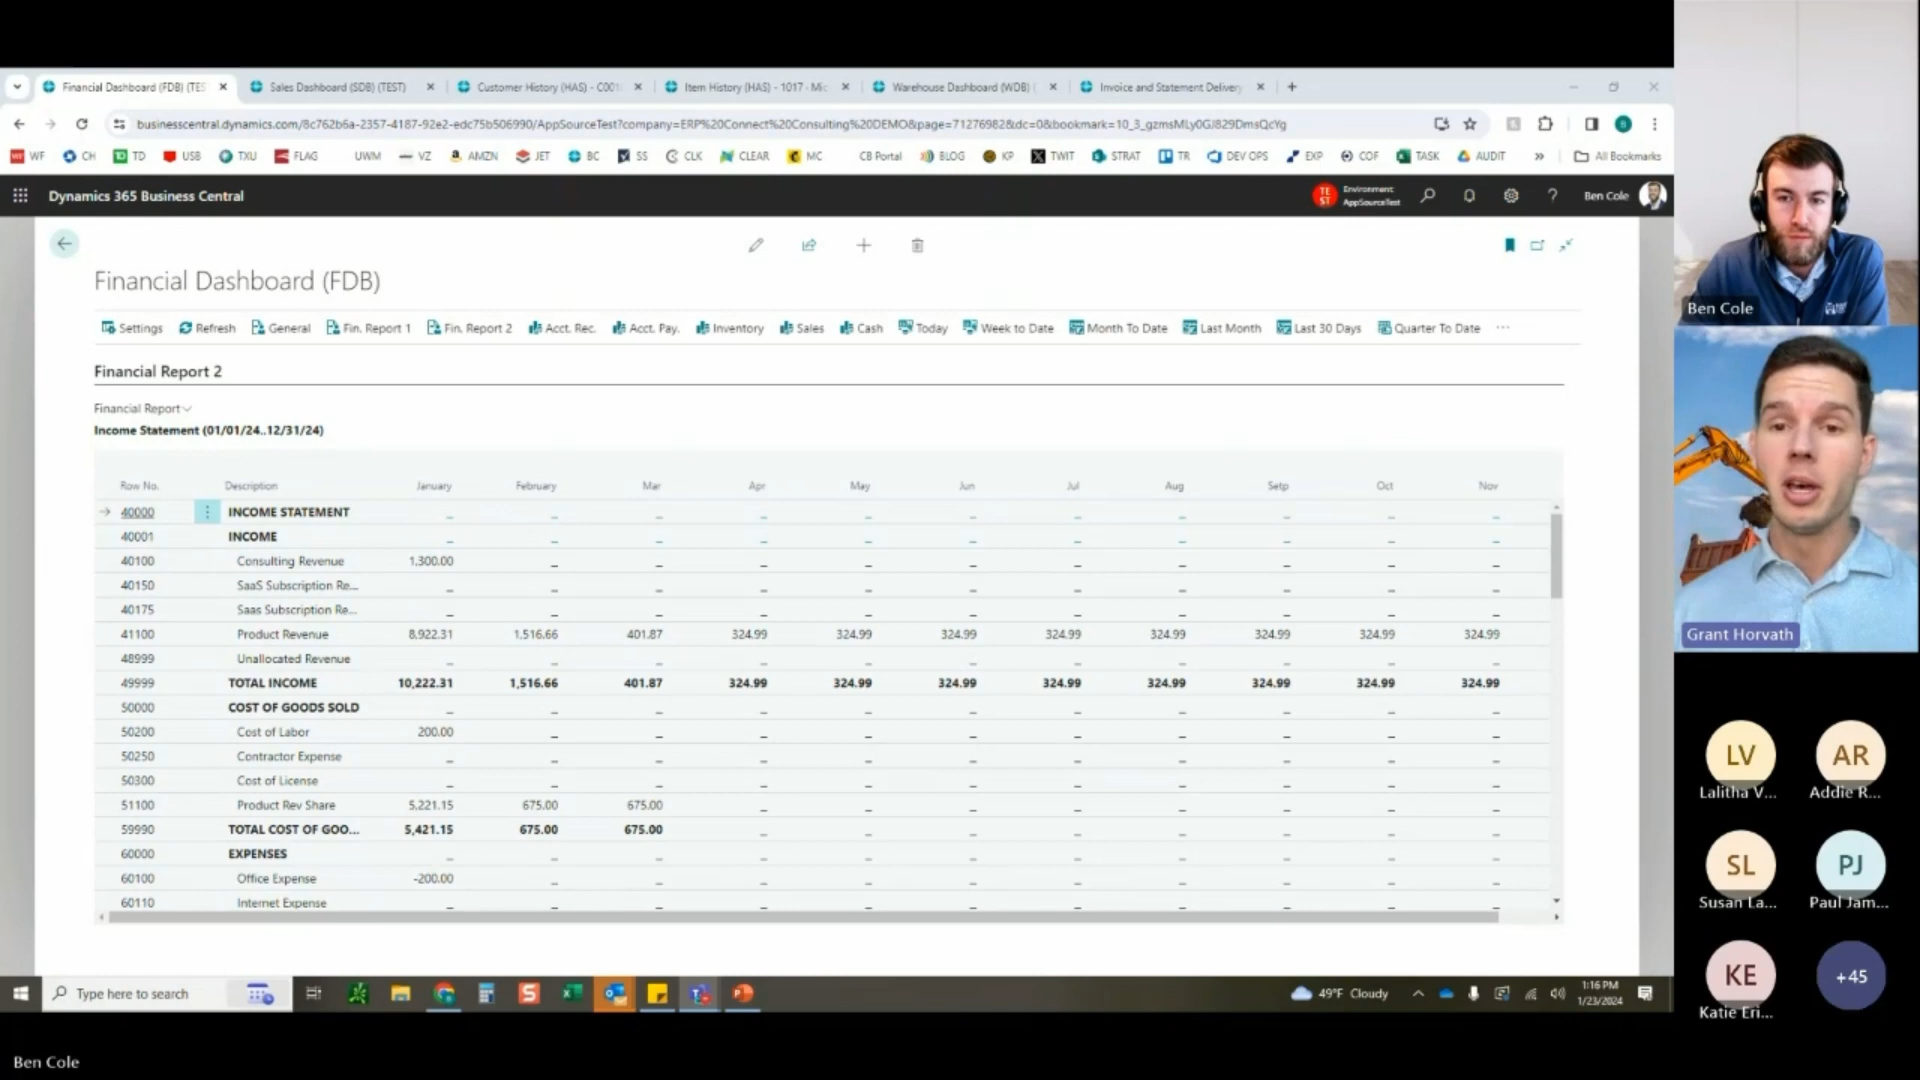 Financial Dashboard (FDB) (TES
Sales Dashboard (SDB) (TEST)
Customer History (HAS) - C001
Item History (HAS) - 1017 - Mic
Warehouse Dashboard (WDB) (
Invoice and Statement Delivery
businesscentral.dynamics.com/8c762b6a-2357-4187-92e2-edc75b506990/AppSourceTest?company=ERP%20Connect%20Consulting%20DEMO&page=71276982&dc=0&bookmark=10_3_gzmsMLy0GJ829DmsQcYg
WF CH TD USB TXU FLAG UWM VZ AMZN JET BC SS CLK CLEAR MC CB Portal BLOG KP TWIT STRAT TR DEV OPS EXP COF TASK AUDIT » All Bookmarks
Dynamics 365 Business Central
TE
ST
Environment:
AppSourceTest
Ben Cole
Financial Dashboard (FDB)
Settings Refresh General Fin. Report 1 Fin. Report 2 Acct. Rec. Acct. Pay. Inventory Sales Cash Today Week to Date Month To Date Last Month Last 30 Days Quarter To Date ...
Financial Report 2
Financial Report
Income Statement (01/01/24..12/31/24)
Row No. Description January February Mar Apr May Jun Jul Aug Setp Oct Nov
40000 INCOME STATEMENT _ _ _ _ _ _ _ _ _ _ _
40001 INCOME _ _ _ _ _ _ _ _ _ _ _
40100 Consulting Revenue 1,300.00 _ _ _ _ _ _ _ _ _ _
40150 SaaS Subscription Re... _ _ _ _ _ _ _ _ _ _ _
40175 Saas Subscription Re... _ _ _ _ _ _ _ _ _ _ _
41100 Product Revenue 8,922.31 1,516.66 401.87 324.99 324.99 324.99 324.99 324.99 324.99 324.99 324.99
48999 Unallocated Revenue _ _ _ _ _ _ _ _ _ _ _
49999 TOTAL INCOME 10,222.31 1,516.66 401.87 324.99 324.99 324.99 324.99 324.99 324.99 324.99 324.99
50000 COST OF GOODS SOLD _ _ _ _ _ _ _ _ _ _ _
50200 Cost of Labor 200.00 _ _ _ _ _ _ _ _ _ _
50250 Contractor Expense _ _ _ _ _ _ _ _ _ _ _
50300 Cost of License _ _ _ _ _ _ _ _ _ _ _
51100 Product Rev Share 5,221.15 675.00 675.00 _ _ _ _ _ _ _ _
59990 TOTAL COST OF GOO... 5,421.15 675.00 675.00 _ _ _ _ _ _ _ _
60000 EXPENSES _ _ _ _ _ _ _ _ _ _ _
60100 Office Expense -200.00 _ _ _ _ _ _ _ _ _ _
60110 Internet Expense _ _ _ _ _ _ _ _ _ _ _
Type here to search
49°F Cloudy
1:16 PM
1/23/2024
Ben Cole
Ben Cole
Grant Horvath
LV
Lalitha V...
AR
Addie R...
SL
Susan La...
PJ
Paul Jam...
KE
Katie Eri...
+45